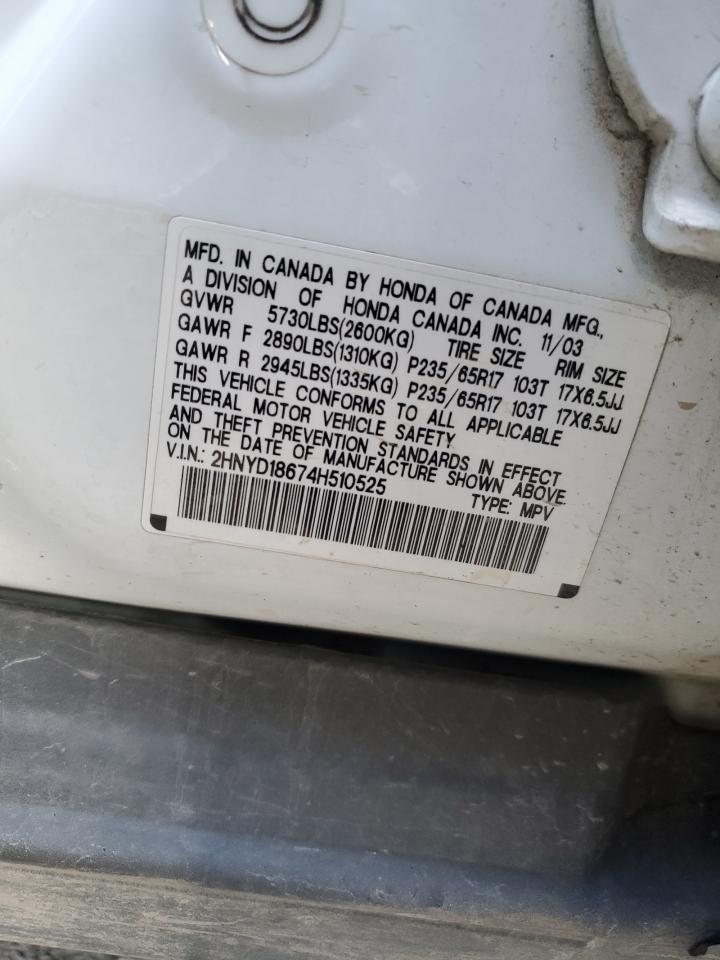 MFD. IN CANADA BY HONDA OF CANADA MFG.,
A DIVISION OF HONDA CANADA INC. 11/03
GVWR 5730LBS(2600KG) TIRE SIZE RIM SIZE
GAWR F 2890LBS(1310KG) P235/65R17 103T 17X6.5JJ
GAWR R 2945LBS(1335KG) P235/65R17 103T 17X6.5JJ
THIS VEHICLE CONFORMS TO ALL APPLICABLE
FEDERAL MOTOR VEHICLE SAFETY
AND THEFT PREVENTION STANDARDS IN EFFECT
ON THE DATE OF MANUFACTURE SHOWN ABOVE.
V.I.N.: 2HNYD18674H510525 TYPE: MPV